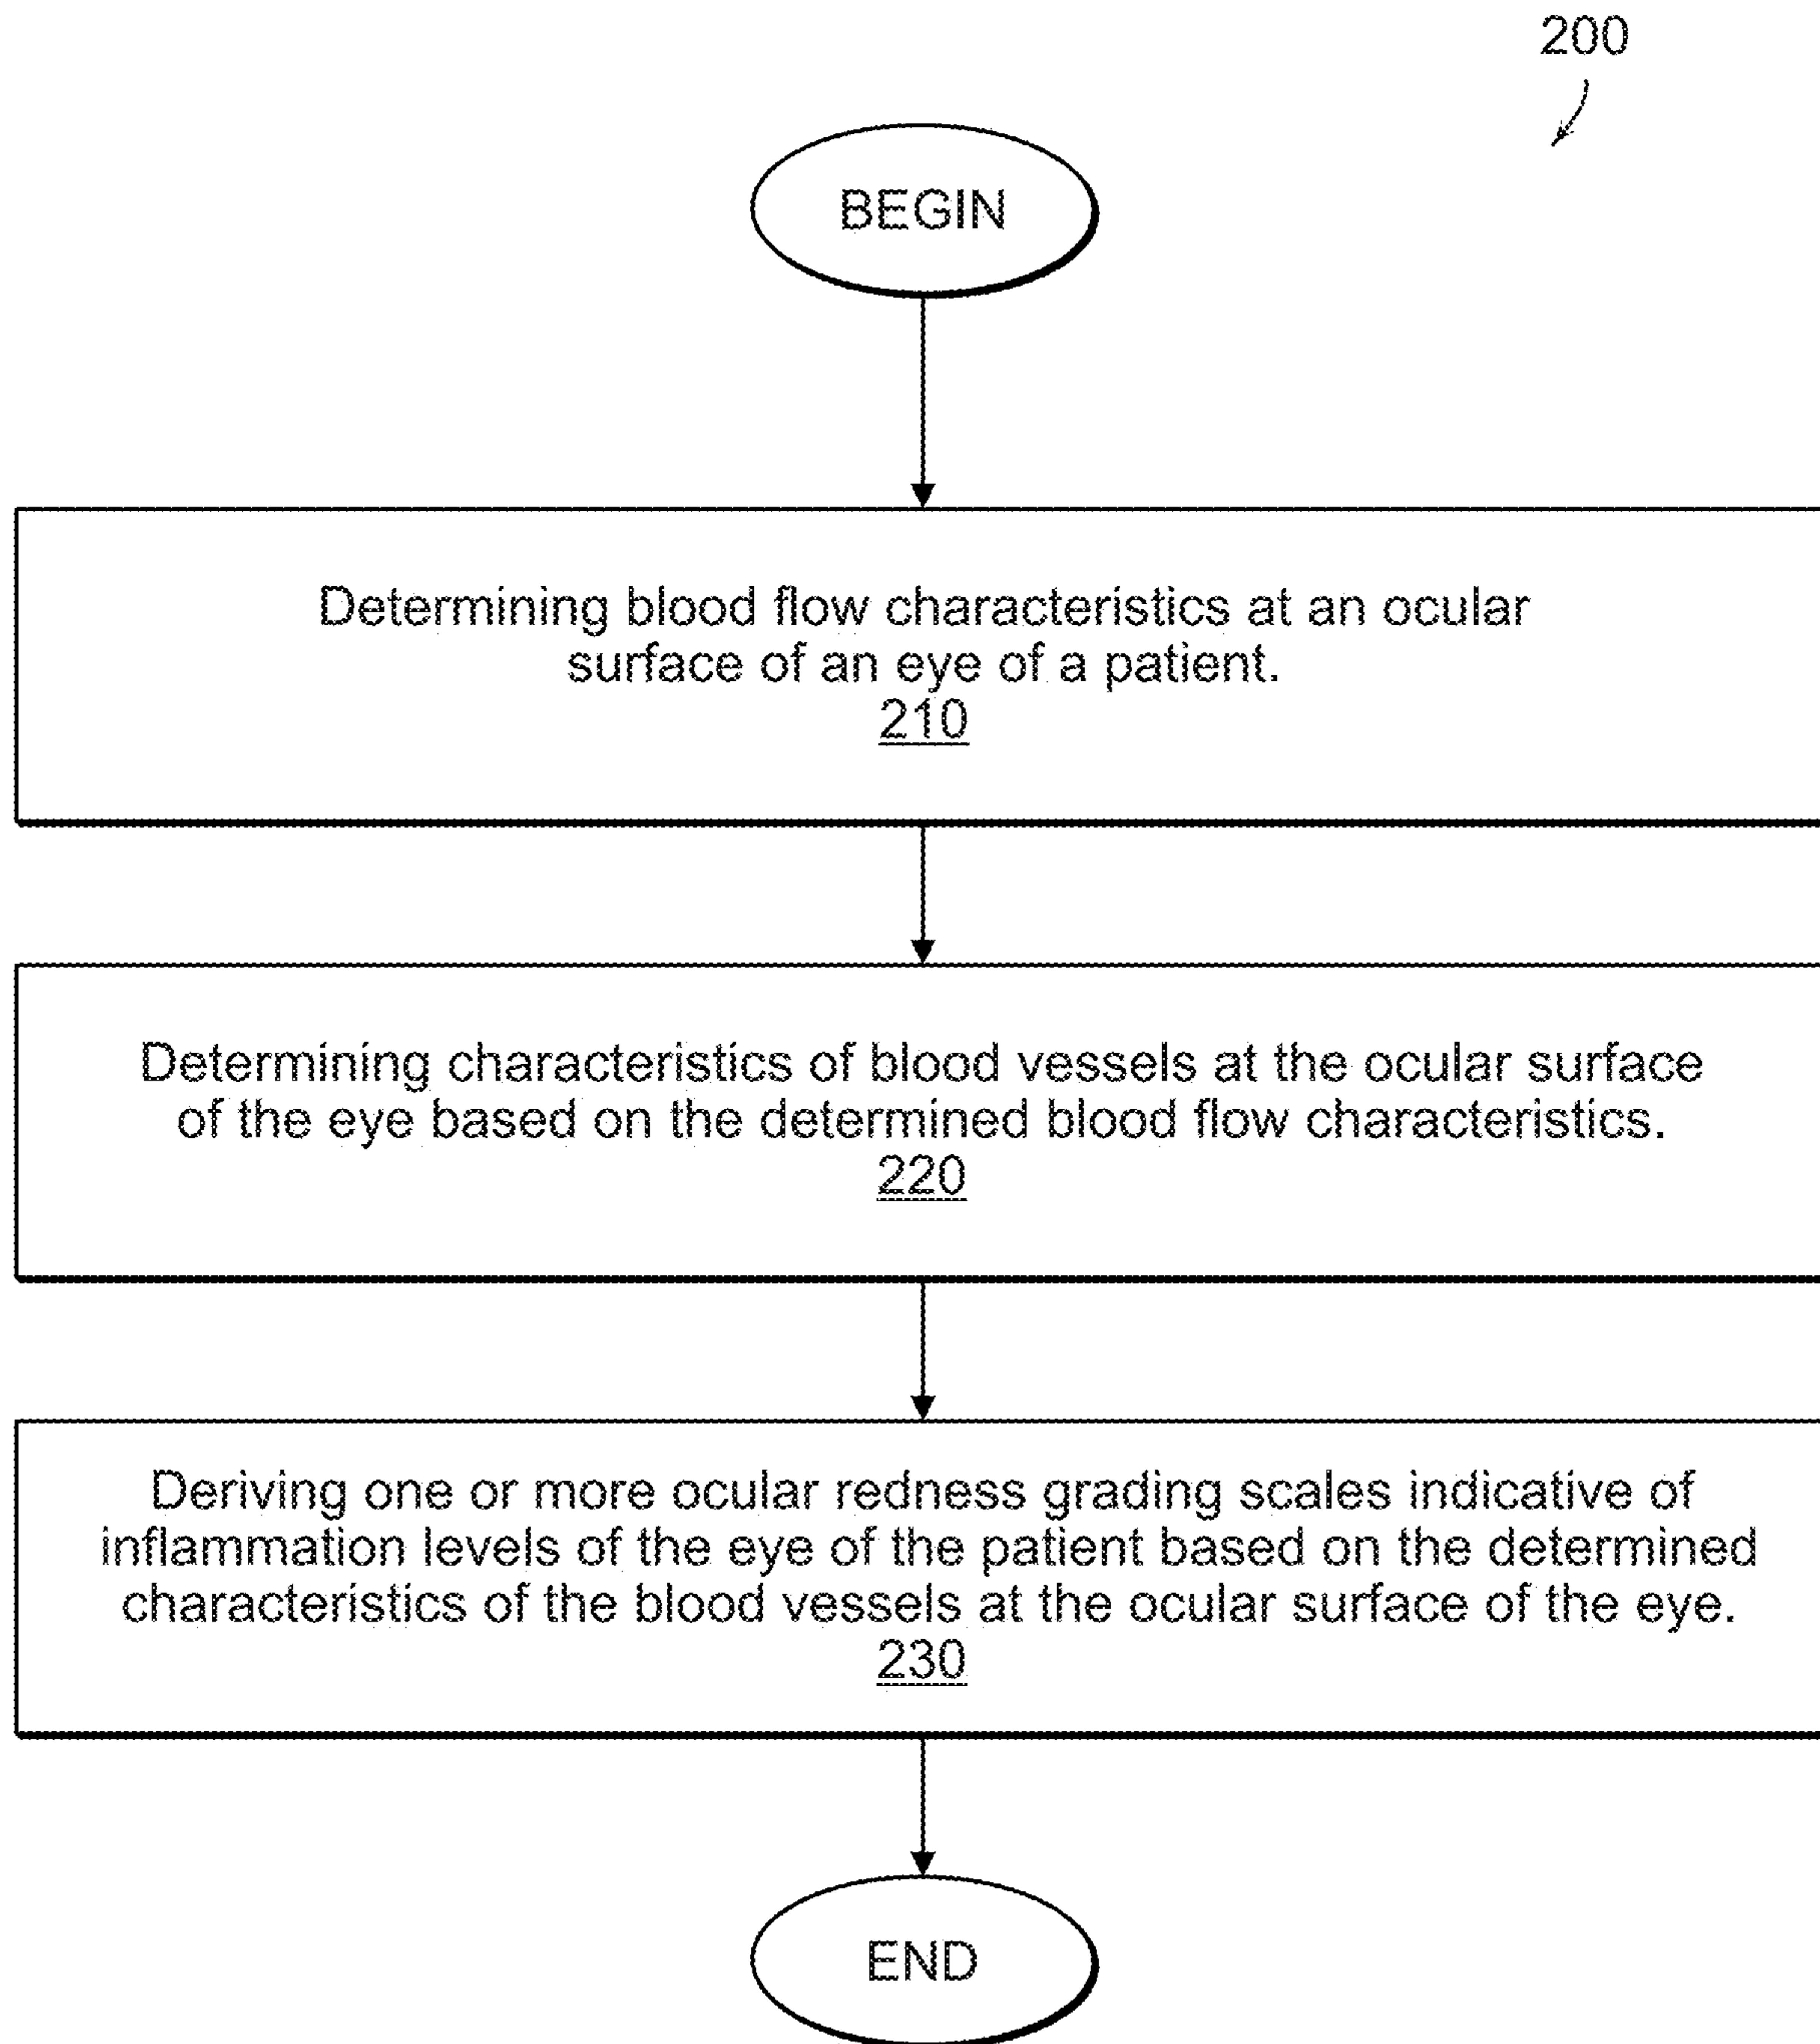 200
BEGIN
Determining blood flow characteristics at an ocular
surface of an eye of a patient.
210
Determining characteristics of blood vessels at the ocular surface
of the eye based on the determined blood flow characteristics.
220
Deriving one or more ocular redness grading scales indicative of
inflammation levels of the eye of the patient based on the determined
characteristics of the blood vessels at the ocular surface of the eye.
230
END